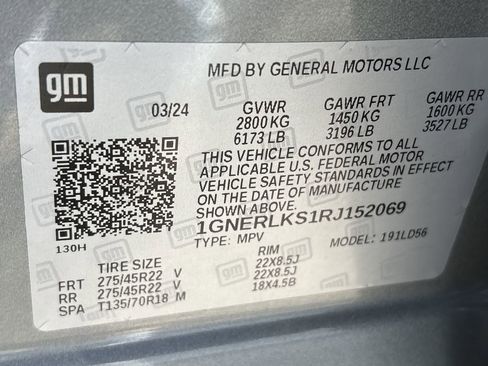 gm
MFD BY GENERAL MOTORS LLC
03/24 GVWR GAWR FRT GAWR RR
2800 KG 1450 KG 1600 KG
6173 LB 3196 LB 3527 LB
THIS VEHICLE CONFORMS TO ALL
APPLICABLE U.S. FEDERAL MOTOR
VEHICLE SAFETY STANDARDS IN EFFECT
ON THE DATE OF MANUFACTURE
SHOWN ABOVE.
1GNERLKS1RJ152069
130H TYPE: MPV MODEL: 191LD56
TIRE SIZE RIM
FRT 275/45R22 V 22X8.5J
RR 275/45R22 V 22X8.5J
SPA T135/70R18 M 18X4.5B